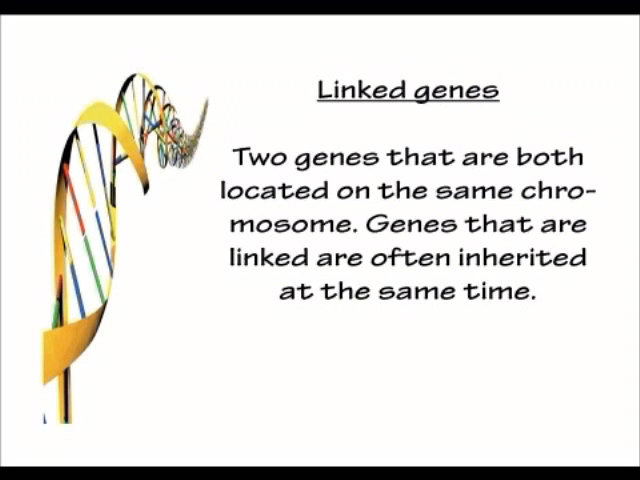 Linked genes
Two genes that are both
located on the same chro-
mosome. Genes that are
linked are often inherited
at the same time.